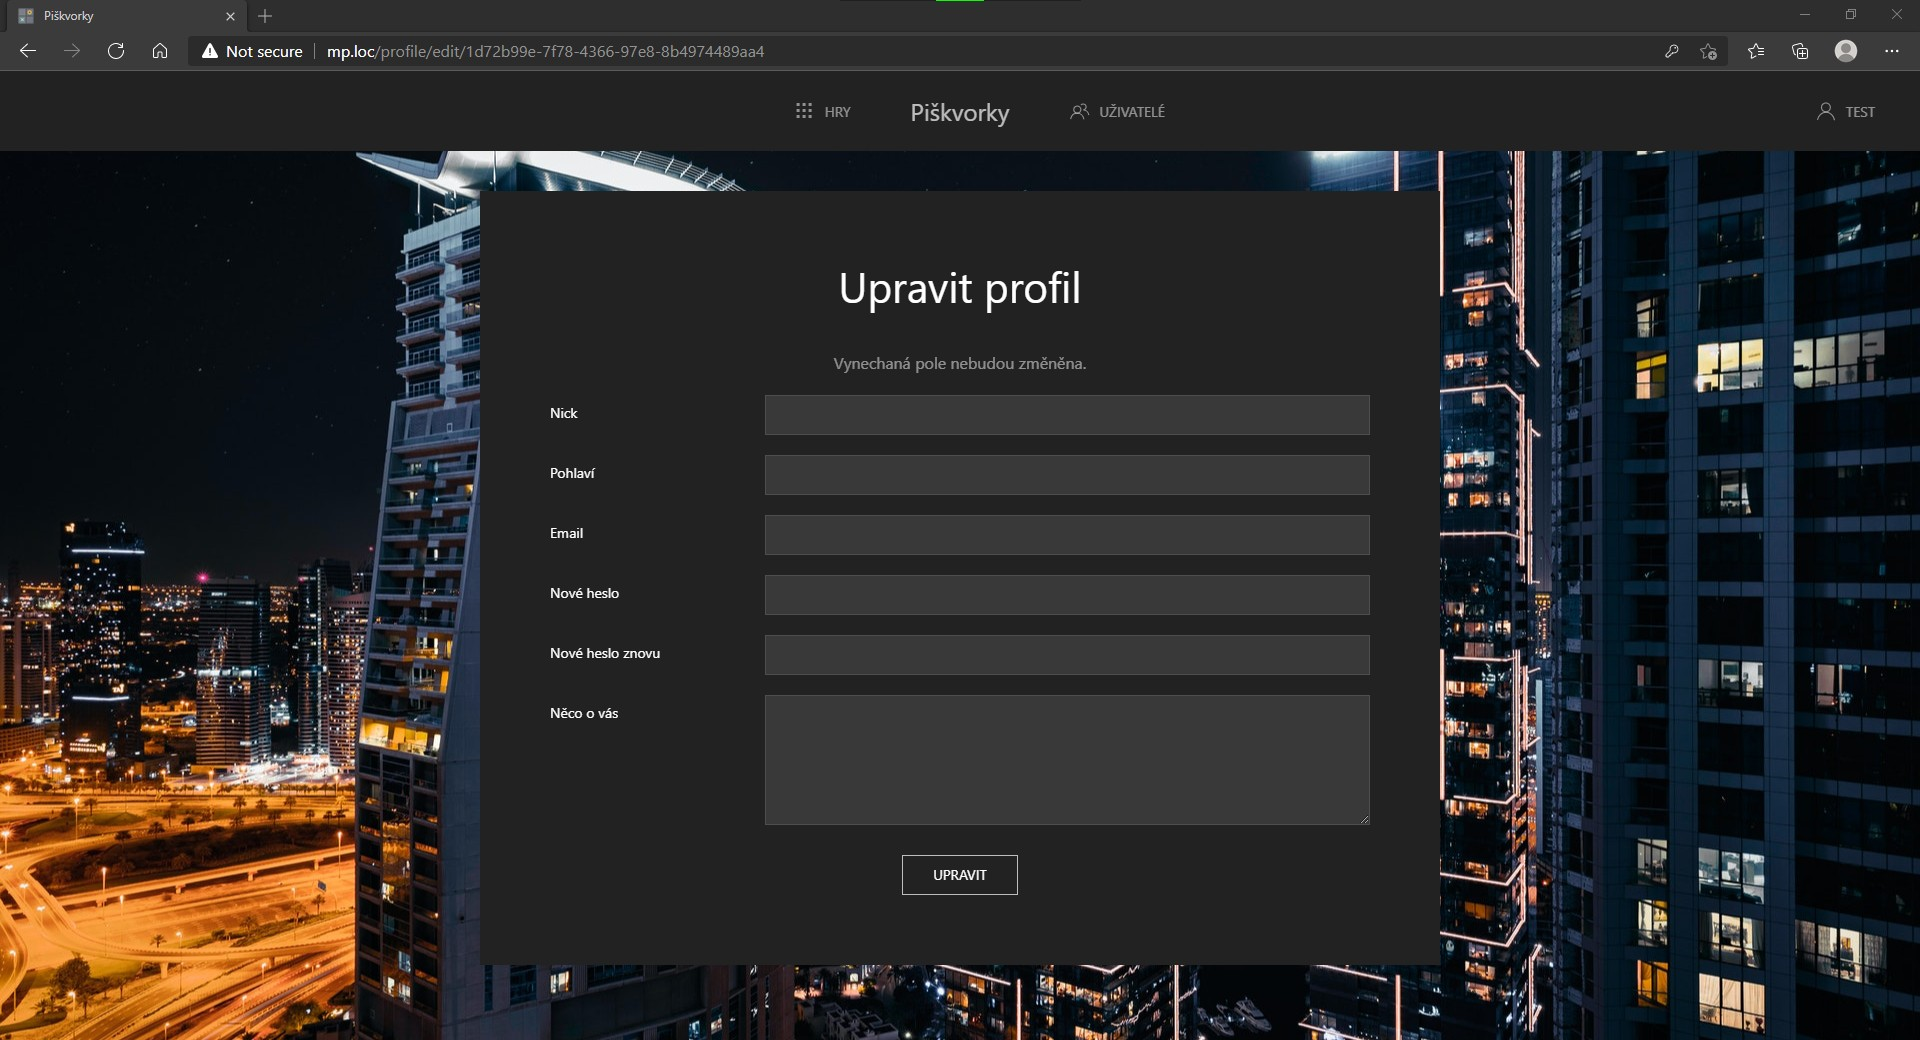 Piškvorky
Not secure
mp.loc/profile/edit/1d72b99e-7f78-4366-97e8-8b4974489aa4
HRY
Piškvorky
UŽIVATELÉ
TEST
Upravit profil
Vynechaná pole nebudou změněna.
Nick
Pohlaví
Email
Nové heslo
Nové heslo znovu
Něco o vás
UPRAVIT